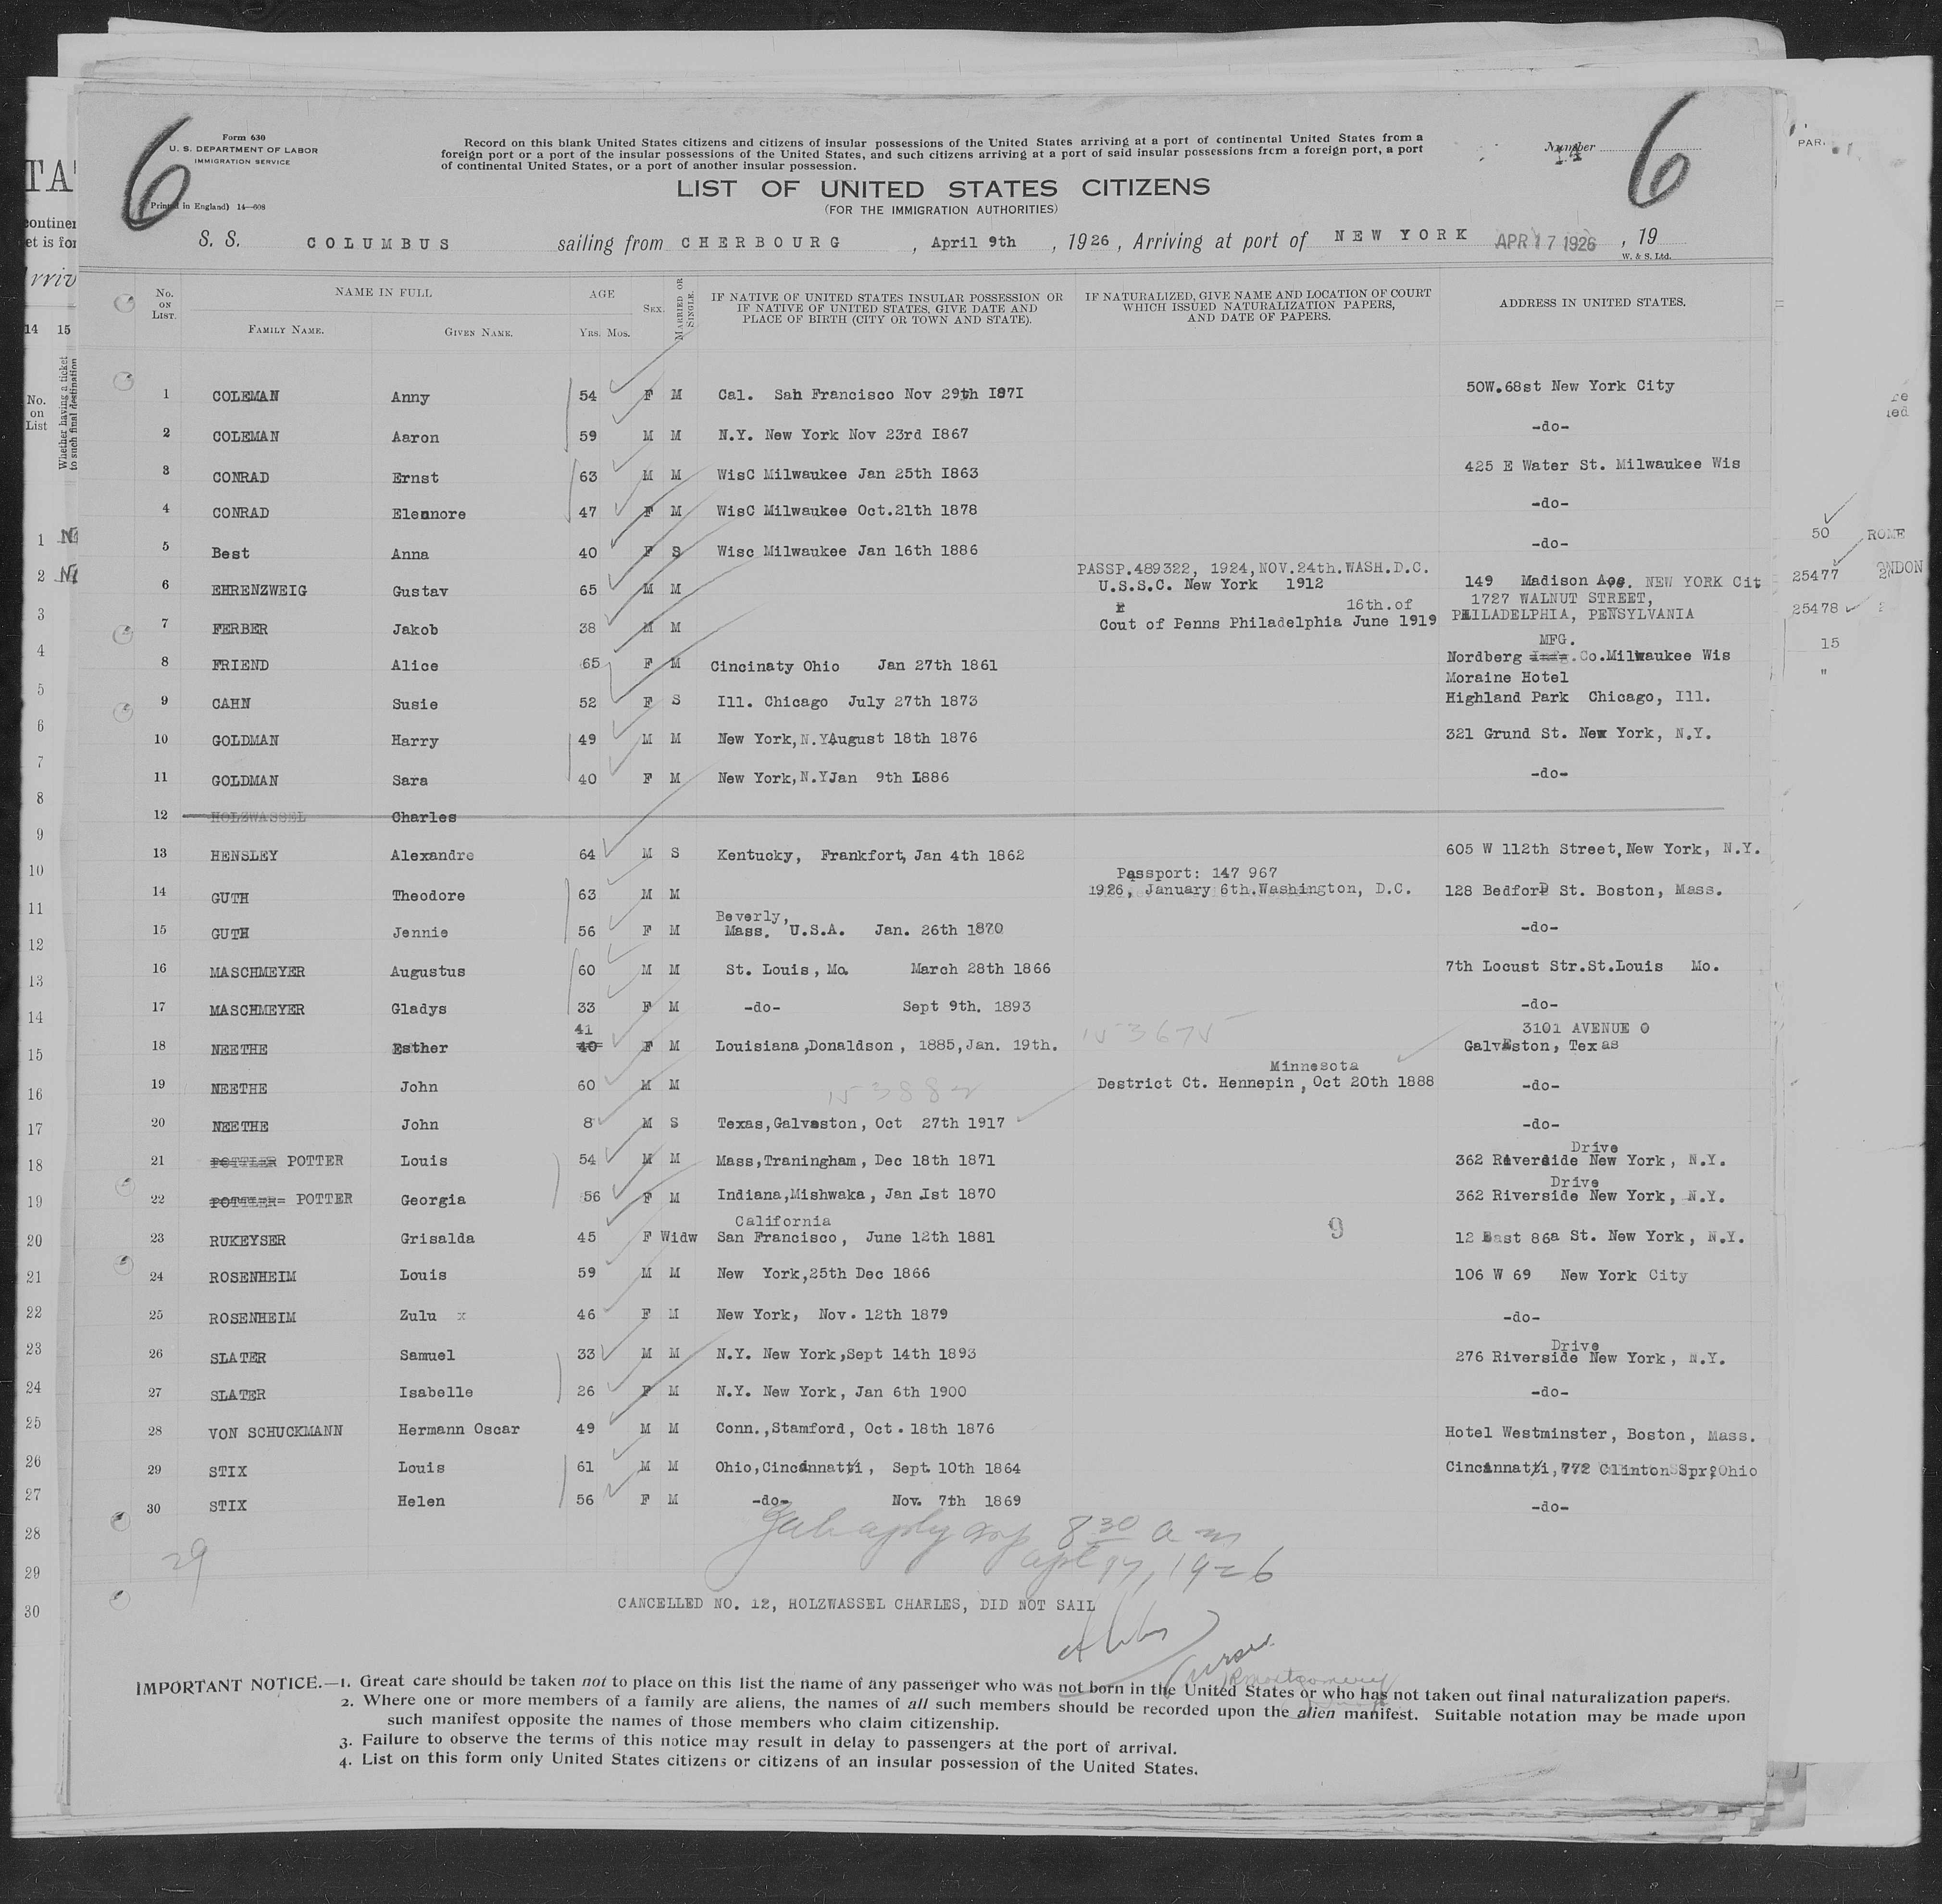 6
6
Form 630
U. S. DEPARTMENT OF LABOR
IMMIGRATION SERVICE
Printed in England) 14—608
Record on this blank United States citizens and citizens of insular possessions of the United States arriving at a port of continental United States from a
foreign port or a port of the insular possessions of the United States, and such citizens arriving at a port of said insular possessions from a foreign port, a port
of continental United States, or a port of another insular possession.
Number
LIST OF UNITED STATES CITIZENS
(FOR THE IMMIGRATION AUTHORITIES)
S. S. COLUMBUS sailing from CHERBOURG, April 9th, 1926, Arriving at port of NEW YORK APR 17 1926, 19
W. & S. Ltd.
No. ON LIST. NAME IN FULL AGE SEX. MARRIED OR SINGLE. IF NATIVE OF UNITED STATES INSULAR POSSESSION OR IF NATIVE OF UNITED STATES, GIVE DATE AND PLACE OF BIRTH (CITY OR TOWN AND STATE). IF NATURALIZED, GIVE NAME AND LOCATION OF COURT WHICH ISSUED NATURALIZATION PAPERS, AND DATE OF PAPERS. ADDRESS IN UNITED STATES.
FAMILY NAME. GIVEN NAME. YRS. MOS.
1 COLEMAN Anny 54 F M Cal. San Francisco Nov 29th I87I 50W.68st New York City
2 COLEMAN Aaron 59 M M N.Y. New York Nov 23rd I867 -do-
3 CONRAD Ernst 63 M M WisC Milwaukee Jan 25th I863 425 E Water St. Milwaukee Wis
4 CONRAD Eleonore 47 F M WisC Milwaukee Oct.21th 1878 -do-
5 Best Anna 40 F S Wisc Milwaukee Jan 16th 1886 -do-
PASSP.489322, 1924,NOV.24th.WASH.D.C.
6 EHRENZWEIG Gustav 65 M M U.S.S.C. New York 1912 149 Madison Ave. NEW YORK Cit
16th.of 1727 WALNUT STREET,
7 FERBER Jakob 38 M M Cout of Penns Philadelphia June 1919 PHILADELPHIA, PENSYLVANIA
MFG.
8 FRIEND Alice 65 F M Cincinaty Ohio Jan 27th 1861 Nordberg Co.Milwaukee Wis
Moraine Hotel
9 CAHN Susie 52 F S Ill. Chicago July 27th 1873 Highland Park Chicago, Ill.
10 GOLDMAN Harry 49 M M New York,N.Y.August 18th 1876 321 Grund St. New York, N.Y.
11 GOLDMAN Sara 40 F M New York,N.Y.Jan 9th 1886 -do-
12 HOLZWASSEL Charles
13 HENSLEY Alexandre 64 M S Kentucky, Frankfort, Jan 4th 1862 605 W 112th Street,New York, N.Y.
Passport: 147 967
14 GUTH Theodore 63 M M 1926, January 6th.Washington, D.C. 128 BedforD St. Boston, Mass.
Beverly,
15 GUTH Jennie 56 F M Mass. U.S.A. Jan. 26th 1870 -do-
16 MASCHMEYER Augustus 60 M M St. Louis, Mo. March 28th 1866 7th Locust Str.St.Louis Mo.
17 MASCHMEYER Gladys 33 F M -do- Sept 9th. 1893 -do-
41 3101 AVENUE O
18 NEETHE Esther 40 F M Louisiana,Donaldson, 1885,Jan. 19th. 153675 Galveston, Texas
Minnesota
19 NEETHE John 60 M M Destrict Ct. Hennepin, Oct 20th 1888 -do-
20 NEETHE John 8 M S Texas,Galveston, Oct 27th 1917 -do-
Drive
21 POTTLER POTTER Louis 54 M M Mass,Traningham, Dec 18th 1871 362 Riverside New York, N.Y.
Drive
22 POTTLER POTTER Georgia 56 F M Indiana,Mishwaka, Jan Ist 1870 362 Riverside New York, N.Y.
California 9
23 RUKEYSER Grisalda 45 F Widw San Francisco, June 12th 1881 12 East 86a St. New York, N.Y.
24 ROSENHEIM Louis 59 M M New York,25th Dec 1866 106 W 69 New York City
25 ROSENHEIM Zulu x 46 F M New York, Nov. 12th 1879 -do-
Drive
26 SLATER Samuel 33 M M N.Y. New York,Sept 14th 1893 276 Riverside New York, N.Y.
27 SLATER Isabelle 26 F M N.Y. New York, Jan 6th 1900 -do-
28 VON SCHUCKMANN Hermann Oscar 49 M M Conn.,Stamford, Oct. 18th 1876 Hotel Westminster, Boston, Mass.
29 STIX Louis 61 M M Ohio,Cincinnatti, Sept. 10th 1864 Cincinnatti,772 Clinton Spr,Ohio
30 STIX Helen 56 F M -do- Nov. 7th 1869 -do-
8 30 a m
29 apl 17, 1926
CANCELLED NO. 12, HOLZWASSEL CHARLES, DID NOT SAIL
Purser
IMPORTANT NOTICE.—1. Great care should be taken not to place on this list the name of any passenger who was not born in the United States or who has not taken out final naturalization papers.
2. Where one or more members of a family are aliens, the names of all such members should be recorded upon the alien manifest. Suitable notation may be made upon
such manifest opposite the names of those members who claim citizenship.
3. Failure to observe the terms of this notice may result in delay to passengers at the port of arrival.
4. List on this form only United States citizens or citizens of an insular possession of the United States.